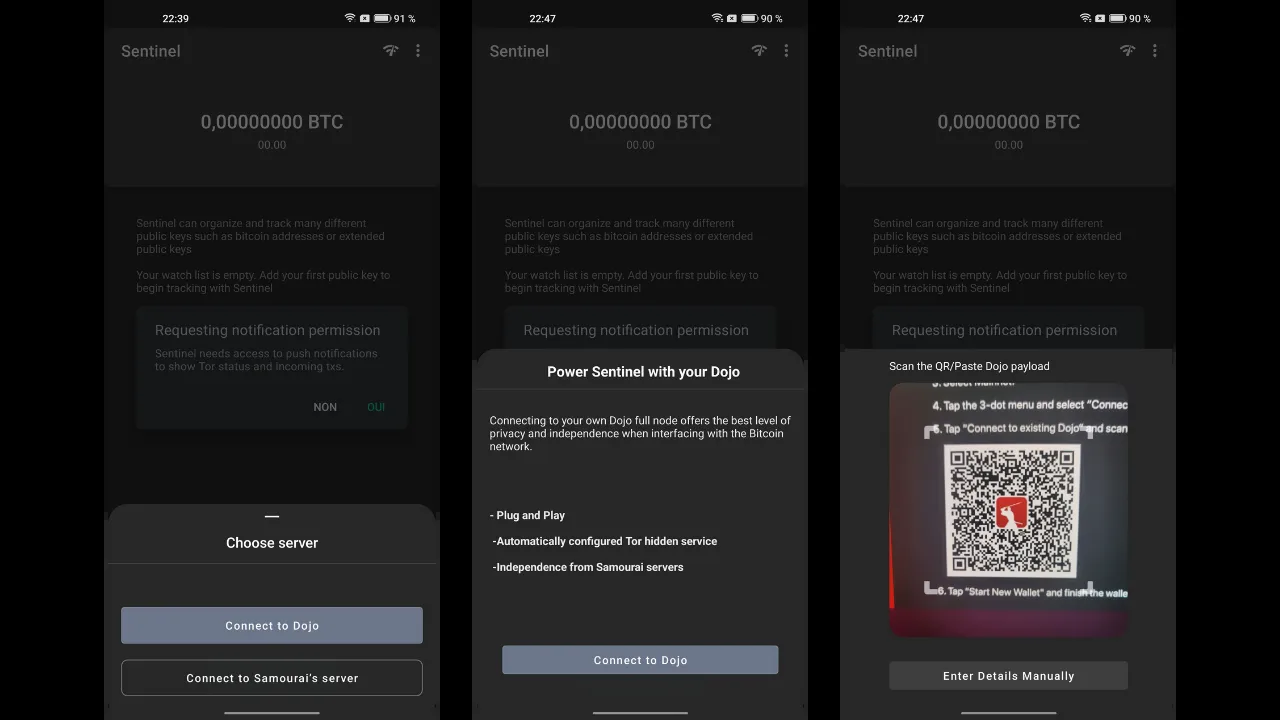 22:39
91 %
Sentinel
0,00000000 BTC
00.00
Sentinel can organize and track many different
public keys such as bitcoin addresses or extended
public keys
Your watch list is empty. Add your first public key to
begin tracking with Sentinel
Requesting notification permission
Sentinel needs access to push notifications
to show Tor status and incoming txs.
NON OUI
Choose server
Connect to Dojo
Connect to Samourai's server
22:47
90 %
Sentinel
0,00000000 BTC
00.00
Sentinel can organize and track many different
public keys such as bitcoin addresses or extended
public keys
Your watch list is empty. Add your first public key to
begin tracking with Sentinel
Requesting notification permission
Power Sentinel with your Dojo
Connecting to your own Dojo full node offers the best level of
privacy and independence when interfacing with the Bitcoin
network.
- Plug and Play
-Automatically configured Tor hidden service
-Independence from Samourai servers
Connect to Dojo
22:47
90 %
Sentinel
0,00000000 BTC
00.00
Sentinel can organize and track many different
public keys such as bitcoin addresses or extended
public keys
Your watch list is empty. Add your first public key to
begin tracking with Sentinel
Requesting notification permission
Scan the QR/Paste Dojo payload
3. Select Mainnet.
4. Tap the 3-dot menu and select "Connec
5. Tap "Connect to existing Dojo" and scan
6. Tap "Start New Wallet" and finish the walle
Enter Details Manually